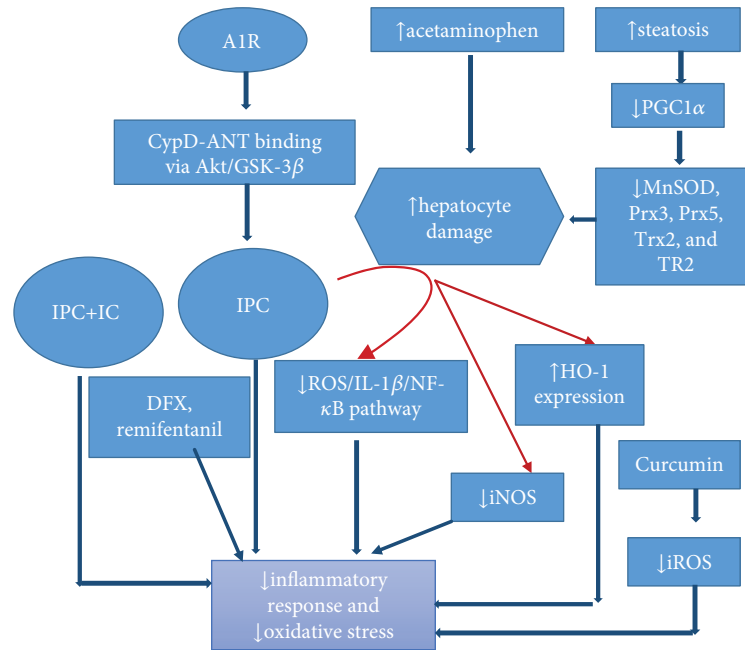 A1R
↑acetaminophen
↑steatosis
↓PGC1α
CypD-ANT binding
via Akt/GSK-3β
↑hepatocyte
damage
↓MnSOD,
Prx3, Prx5,
Trx2, and
TR2
IPC+IC
IPC
DFX,
remifentanil
↓ROS/IL-1β/NF-
κB pathway
↑HO-1
expression
Curcumin
↓iNOS
↓iROS
↓inflammatory
response and
↓oxidative stress